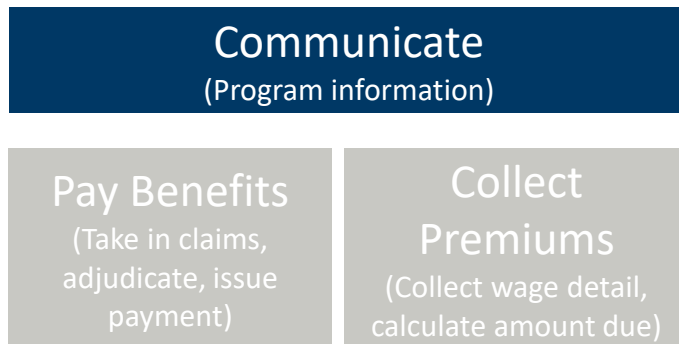 Communicate
(Program information)
Pay Benefits
(Take in claims,
adjudicate, issue
payment)
Collect
Premiums
(Collect wage detail,
calculate amount due)